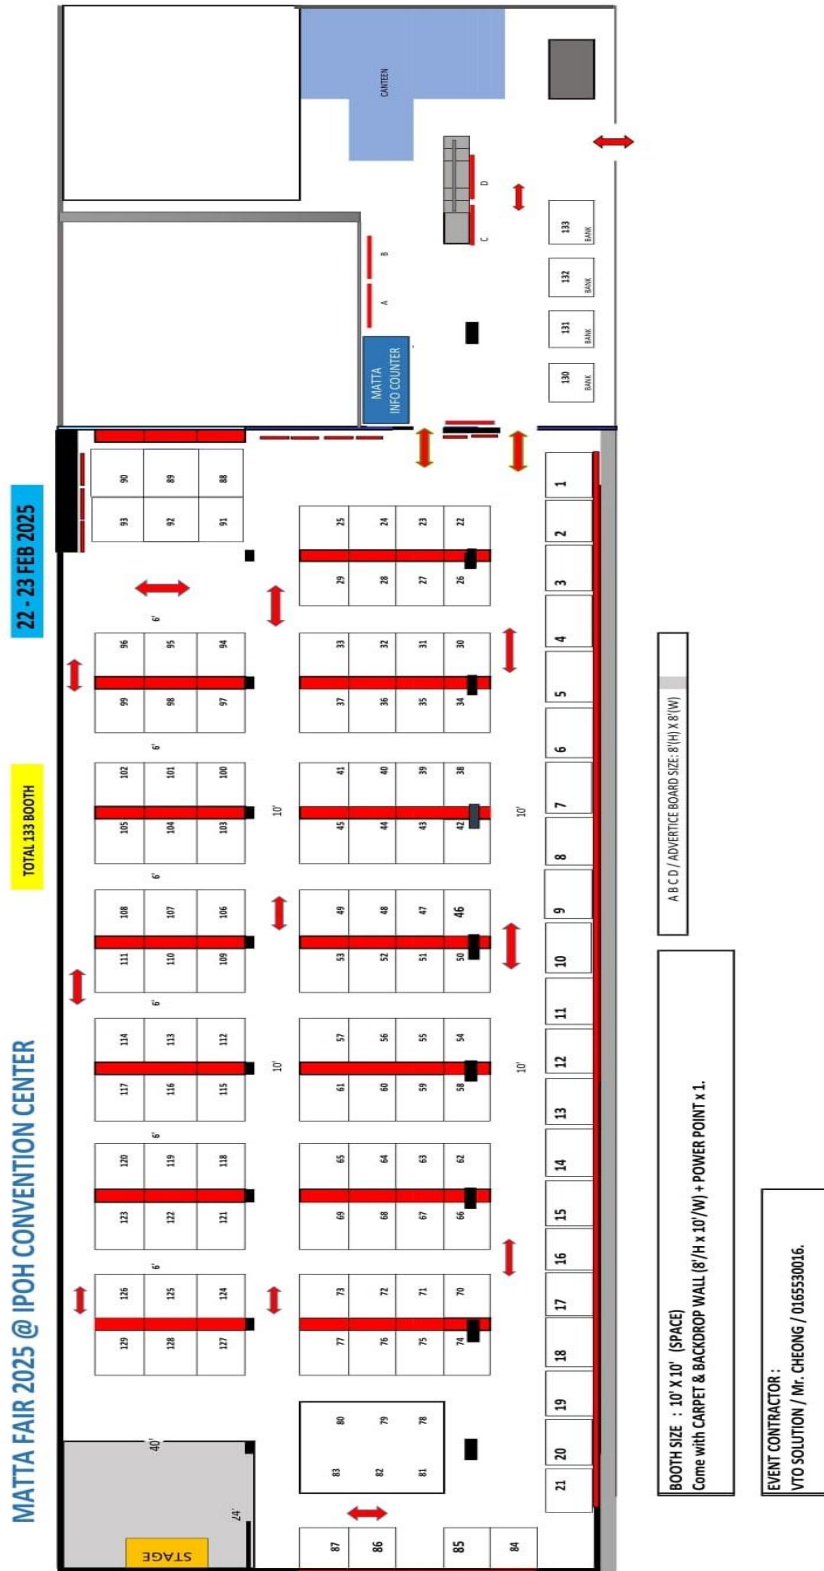 MATTA FAIR 2025 @ IPOH CONVENTION CENTER
TOTAL 133 BOOTH
22 - 23 FEB 2025
STAGE
40'
24'
129 126 123 120 117 114 111 108 105 102 99 96 93 90
128 125 122 119 116 113 110 107 104 101 98 95 92 89
127 124 121 118 115 112 109 106 103 100 97 94 91 88
6' 6' 6' 6' 6' 6'
10' 10'
87 83 80 77 73 69 65 61 57 53 49 45 41 37 33 29 25
86 82 79 76 72 68 64 60 56 52 48 44 40 36 32 28 24
75 71 67 63 59 55 51 47 43 39 35 31 27 23
85 81 78 74 70 66 62 58 54 50 46 42 38 34 30 26 22
84
10' 10'
21 20 19 18 17 16 15 14 13 12 11 10 9 8 7 6 5 4 3 2 1
MATTA
INFO COUNTER
A B
C D
CANTEEN
130 131 132 133
BANK BANK BANK BANK
BOOTH SIZE : 10' X 10' (SPACE)
Come with CARPET & BACKDROP WALL (8'/H x 10'/W) + POWER POINT x 1.
A B C D / ADVERTICE BOARD SIZE: 8'(H) X 8'(W)
EVENT CONTRACTOR :
VTO SOLUTION / Mr. CHEONG / 0165530016.